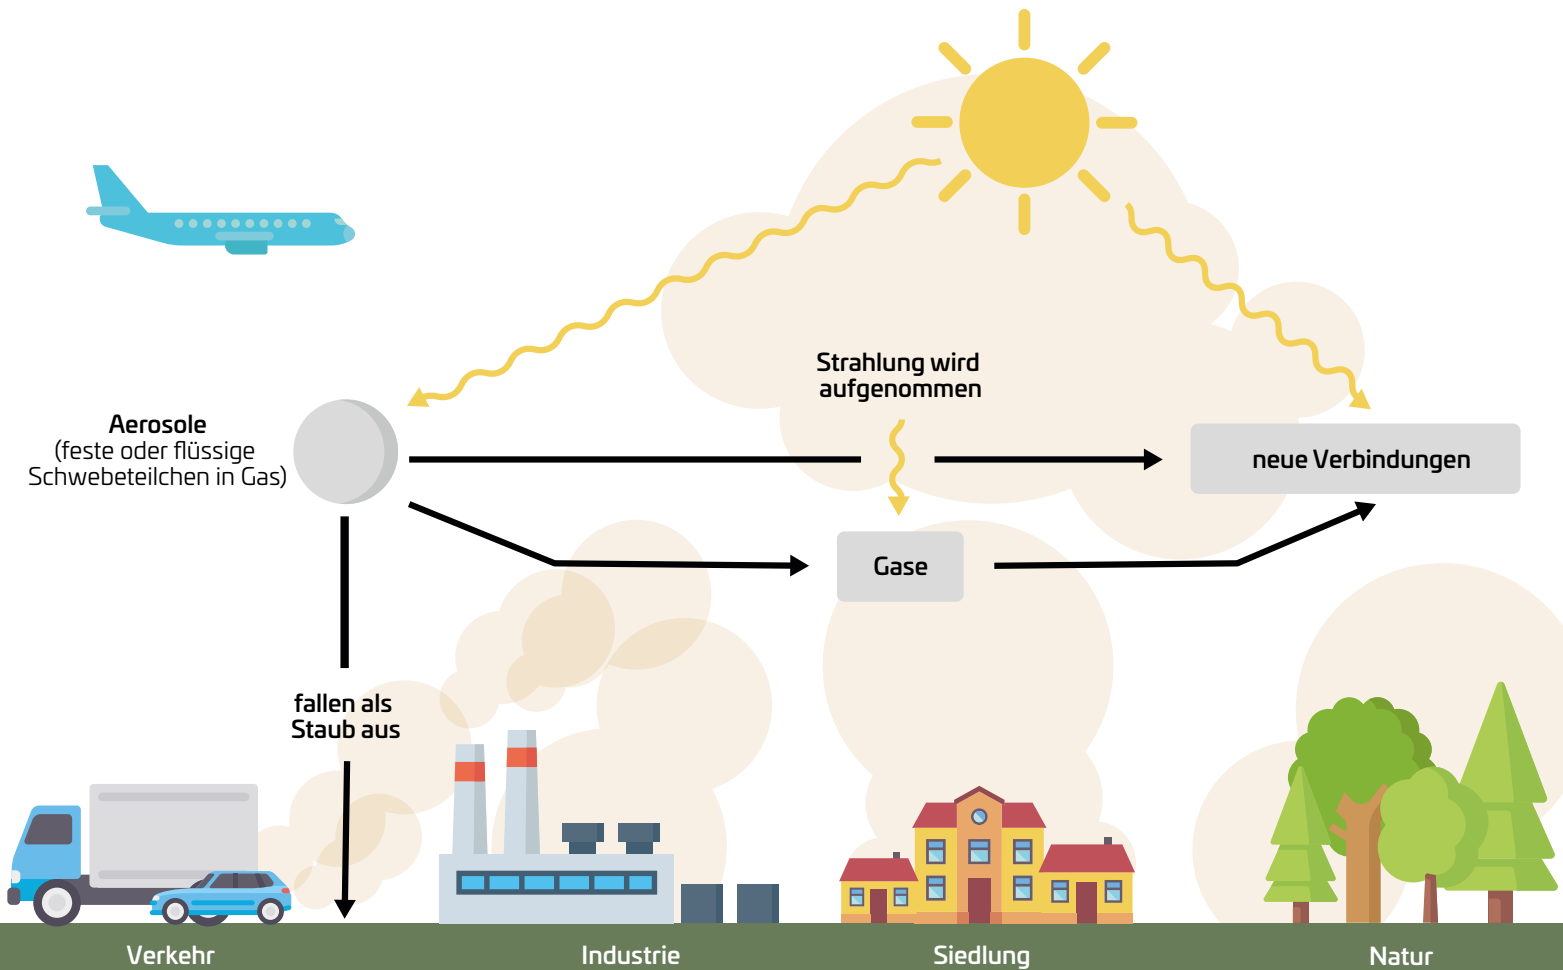 Strahlung wird
aufgenommen
Aerosole
(feste oder flüssige
Schwebeteilchen in Gas)
neue Verbindungen
Gase
fallen als
Staub aus
Verkehr
Industrie
Siedlung
Natur